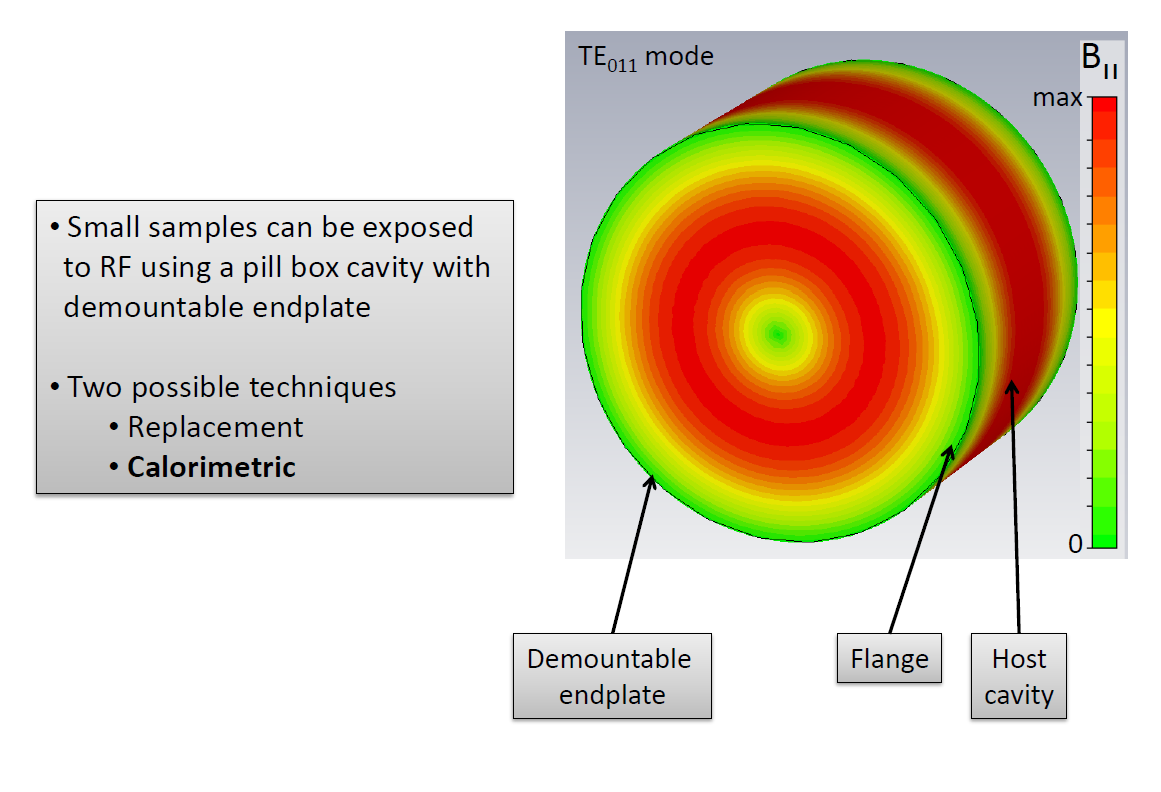 • Small samples can be exposed
to RF using a pill box cavity with
demountable endplate
• Two possible techniques
• Replacement
• Calorimetric
TE₀₁₁ mode
B_II
max
0
Demountable
endplate
Flange
Host
cavity